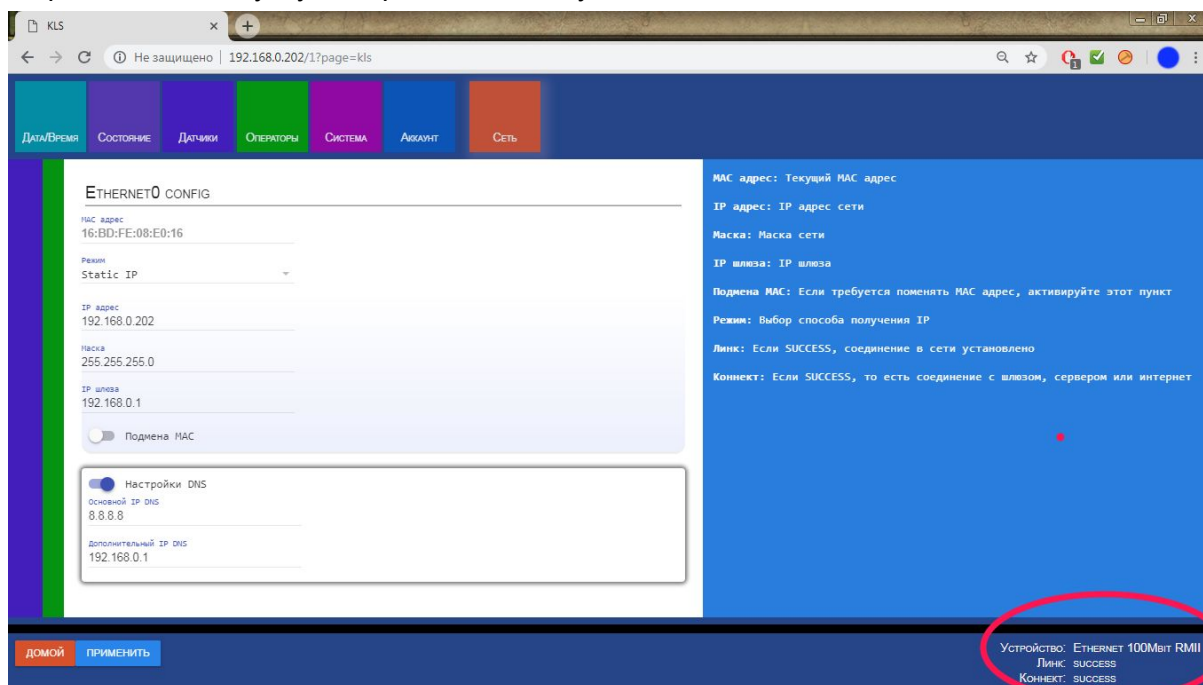 KLS
Не защищено | 192.168.0.202/1?page=kls
1
Дата/Время Состояние Датчики Операторы Система Аккаунт Сеть
Ethernet0 config
MAC адрес
16:BD:FE:08:E0:16
Режим
Static IP
IP адрес
192.168.0.202
Маска
255.255.255.0
IP шлюза
192.168.0.1
Подмена MAC
Настройки DNS
Основной IP DNS
8.8.8.8
Дополнительный IP DNS
192.168.0.1
MAC адрес: Текущий MAC адрес
IP адрес: IP адрес сети
Маска: Маска сети
IP шлюза: IP шлюза
Подмена MAC: Если требуется поменять MAC адрес, активируйте этот пункт
Режим: Выбор способа получения IP
Линк: Если SUCCESS, соединение в сети установлено
Коннект: Если SUCCESS, то есть соединение с шлюзом, сервером или интернет
ДОМОЙ ПРИМЕНИТЬ
Устройство: Ethernet 100Mbit RMII
Линк: success
Коннект: success